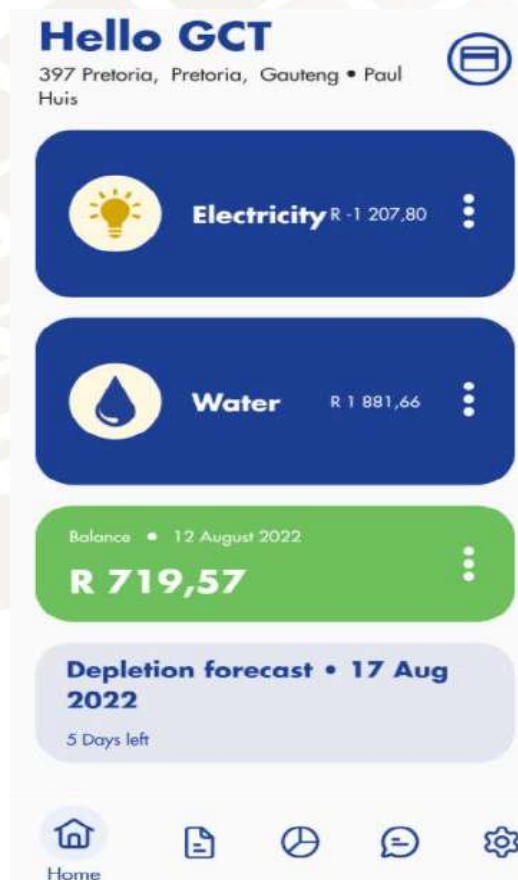 Hello GCT
397 Pretoria, Pretoria, Gauteng • Paul
Huis
Electricity R -1 207,80
Water R 1 881,66
Balance • 12 August 2022
R 719,57
Depletion forecast • 17 Aug
2022
5 Days left
Home